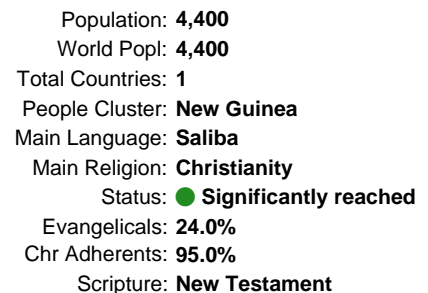 Population: 4,400
World Popl: 4,400
Total Countries: 1
People Cluster: New Guinea
Main Language: Saliba
Main Religion: Christianity
Status: Significantly reached
Evangelicals: 24.0%
Chr Adherents: 95.0%
Scripture: New Testament